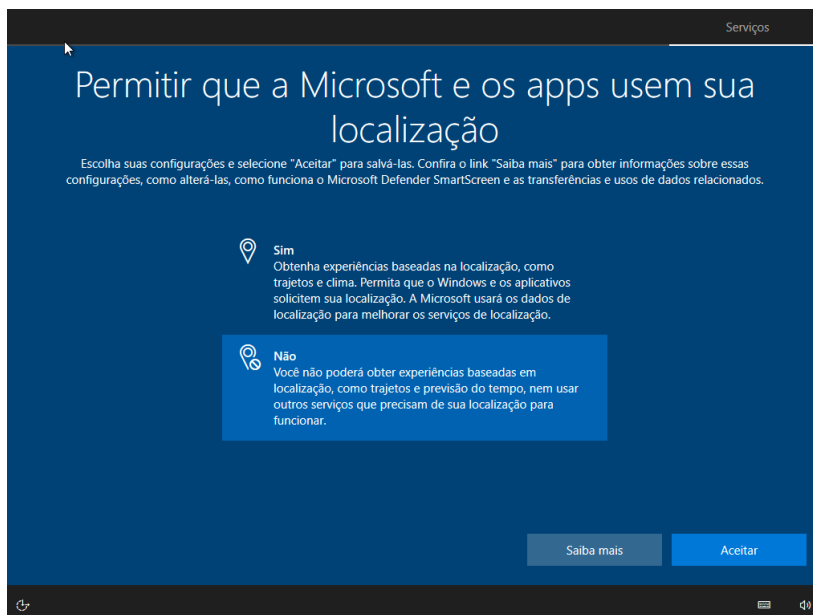 Serviços
Permitir que a Microsoft e os apps usem sua
localização
Escolha suas configurações e selecione "Aceitar" para salvá-las. Confira o link "Saiba mais" para obter informações sobre essas
configurações, como alterá-las, como funciona o Microsoft Defender SmartScreen e as transferências e usos de dados relacionados.
Sim
Obtenha experiências baseadas na localização, como
trajetos e clima. Permita que o Windows e os aplicativos
solicitem sua localização. A Microsoft usará os dados de
localização para melhorar os serviços de localização.
Não
Você não poderá obter experiências baseadas em
localização, como trajetos e previsão do tempo, nem usar
outros serviços que precisam de sua localização para
funcionar.
Saiba mais
Aceitar